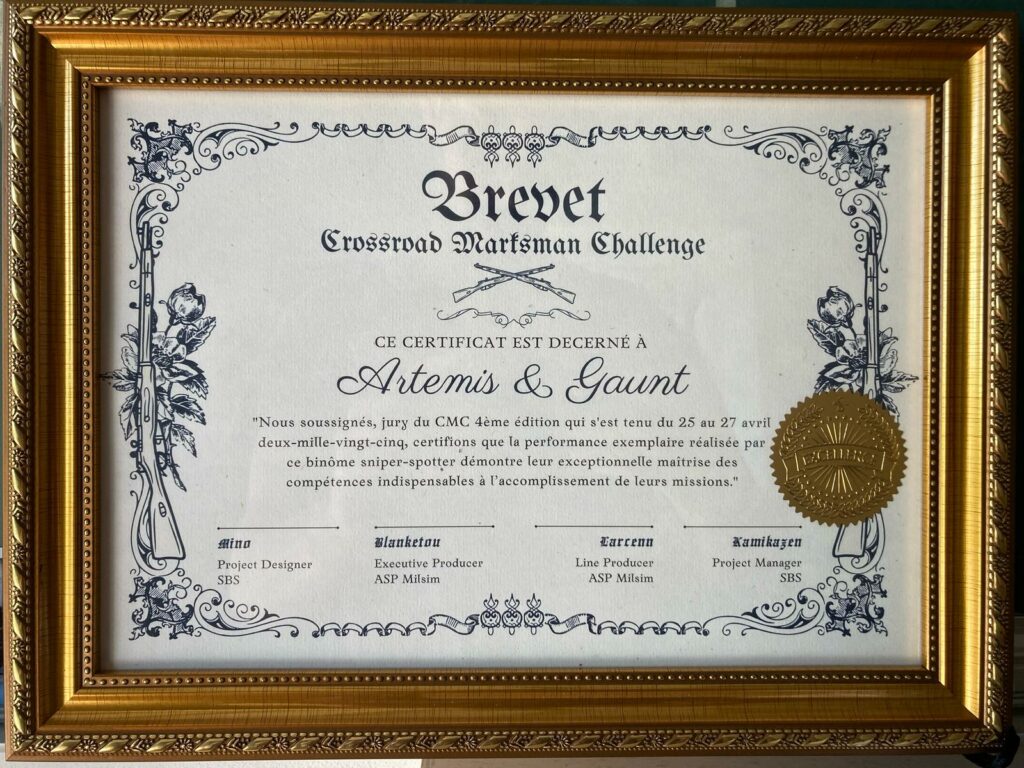 Brevet
Crossroad Marksman Challenge
CE CERTIFICAT EST DECERNÉ À
Artemis & Gaunt
"Nous soussignés, jury du CMC 4ème édition qui s'est tenu du 25 au 27 avril
deux-mille-vingt-cinq, certifions que la performance exemplaire réalisée par
ce binôme sniper-spotter démontre leur exceptionnelle maîtrise des
compétences indispensables à l'accomplissement de leurs missions."
EXCELLENCE
Mino
Project Designer
SBS
Blanketou
Executive Producer
ASP Milsim
Larcenn
Line Producer
ASP Milsim
Kamikazen
Project Manager
SBS